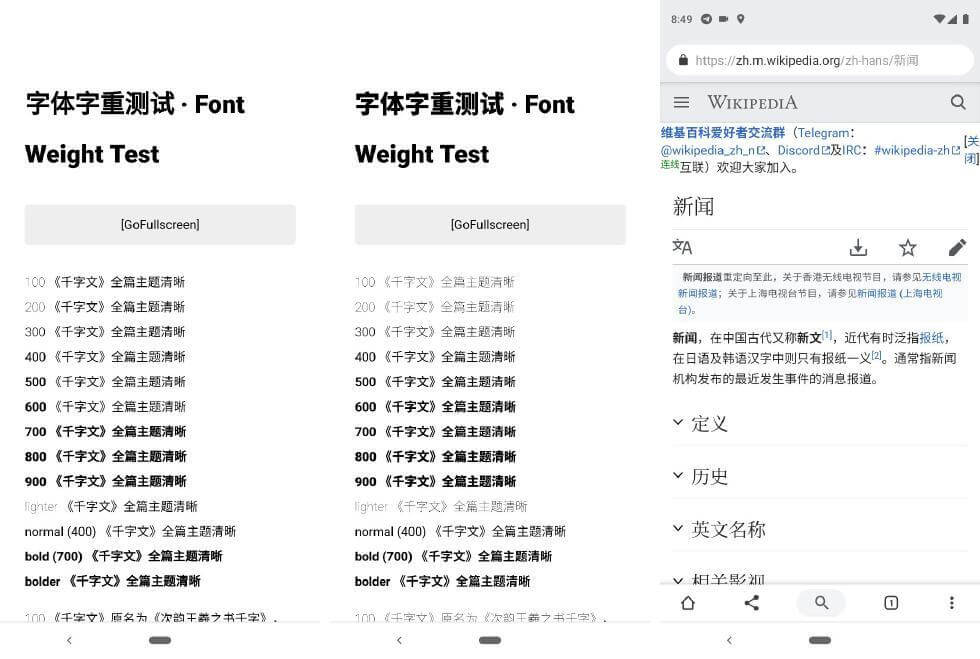 字体字重测试 · Font
Weight Test
[GoFullscreen]
100 《千字文》全篇主题清晰
200 《千字文》全篇主题清晰
300 《千字文》全篇主题清晰
400 《千字文》全篇主题清晰
500 《千字文》全篇主题清晰
600 《千字文》全篇主题清晰
700 《千字文》全篇主题清晰
800 《千字文》全篇主题清晰
900 《千字文》全篇主题清晰
lighter 《千字文》全篇主题清晰
normal (400) 《千字文》全篇主题清晰
bold (700) 《千字文》全篇主题清晰
bolder 《千字文》全篇主题清晰
100 《千字文》原名为《次韵王羲之书千字》，
字体字重测试 · Font
Weight Test
[GoFullscreen]
100 《千字文》全篇主题清晰
200 《千字文》全篇主题清晰
300 《千字文》全篇主题清晰
400 《千字文》全篇主题清晰
500 《千字文》全篇主题清晰
600 《千字文》全篇主题清晰
700 《千字文》全篇主题清晰
800 《千字文》全篇主题清晰
900 《千字文》全篇主题清晰
lighter 《千字文》全篇主题清晰
normal (400) 《千字文》全篇主题清晰
bold (700) 《千字文》全篇主题清晰
bolder 《千字文》全篇主题清晰
100 《千字文》原名为《次韵王羲之书千字》，
8:49
https://zh.m.wikipedia.org/zh-hans/新闻
WIKIPEDIA
维基百科爱好者交流群（Telegram：
@wikipedia_zh_n、Discord及IRC：#wikipedia-zh
连线互联）欢迎大家加入。
[关
闭]
新闻
新闻报道重定向至此。关于香港无线电视节目，请参见无线电视
新闻报道；关于上海电视台节目，请参见新闻报道 (上海电视
台)。
新闻，在中国古代又称新文[1]，近代有时泛指报纸，
在日语及韩语汉字中则只有报纸一义[2]。通常指新闻
机构发布的最近发生事件的消息报道。
定义
历史
英文名称
相关影视
1